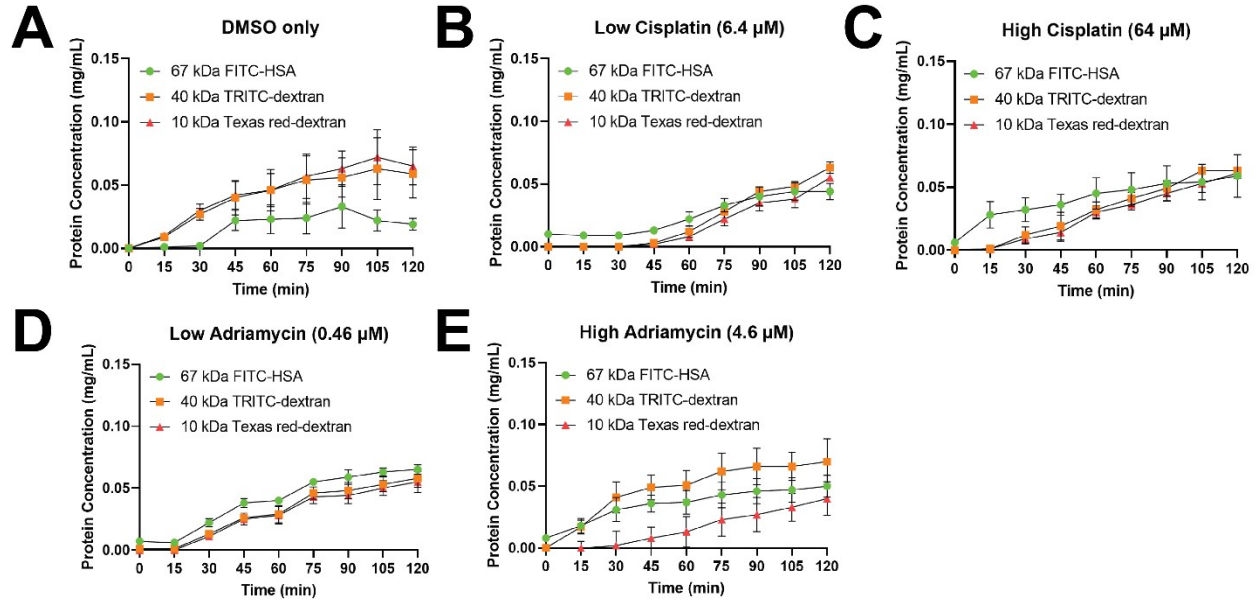 A
DMSO only
Protein Concentration (mg/mL)
0.15
0.10
0.05
0.00
67 kDa FITC-HSA
40 kDa TRITC-dextran
10 kDa Texas red-dextran
0 15 30 45 60 75 90 105 120
Time (min)
B
Low Cisplatin (6.4 µM)
Protein Concentration (mg/mL)
0.15
0.10
0.05
0.00
67 kDa FITC-HSA
40 kDa TRITC-dextran
10 kDa Texas red-dextran
0 15 30 45 60 75 90 105 120
Time (min)
C
High Cisplatin (64 µM)
Protein Concentration (mg/mL)
0.15
0.10
0.05
0.00
67 kDa FITC-HSA
40 kDa TRITC-dextran
10 kDa Texas red-dextran
0 15 30 45 60 75 90 105 120
Time (min)
D
Low Adriamycin (0.46 µM)
Protein Concentration (mg/mL)
0.15
0.10
0.05
0.00
67 kDa FITC-HSA
40 kDa TRITC-dextran
10 kDa Texas red-dextran
0 15 30 45 60 75 90 105 120
Time (min)
E
High Adriamycin (4.6 µM)
Protein Concentration (mg/mL)
0.15
0.10
0.05
0.00
67 kDa FITC-HSA
40 kDa TRITC-dextran
10 kDa Texas red-dextran
0 15 30 45 60 75 90 105 120
Time (min)